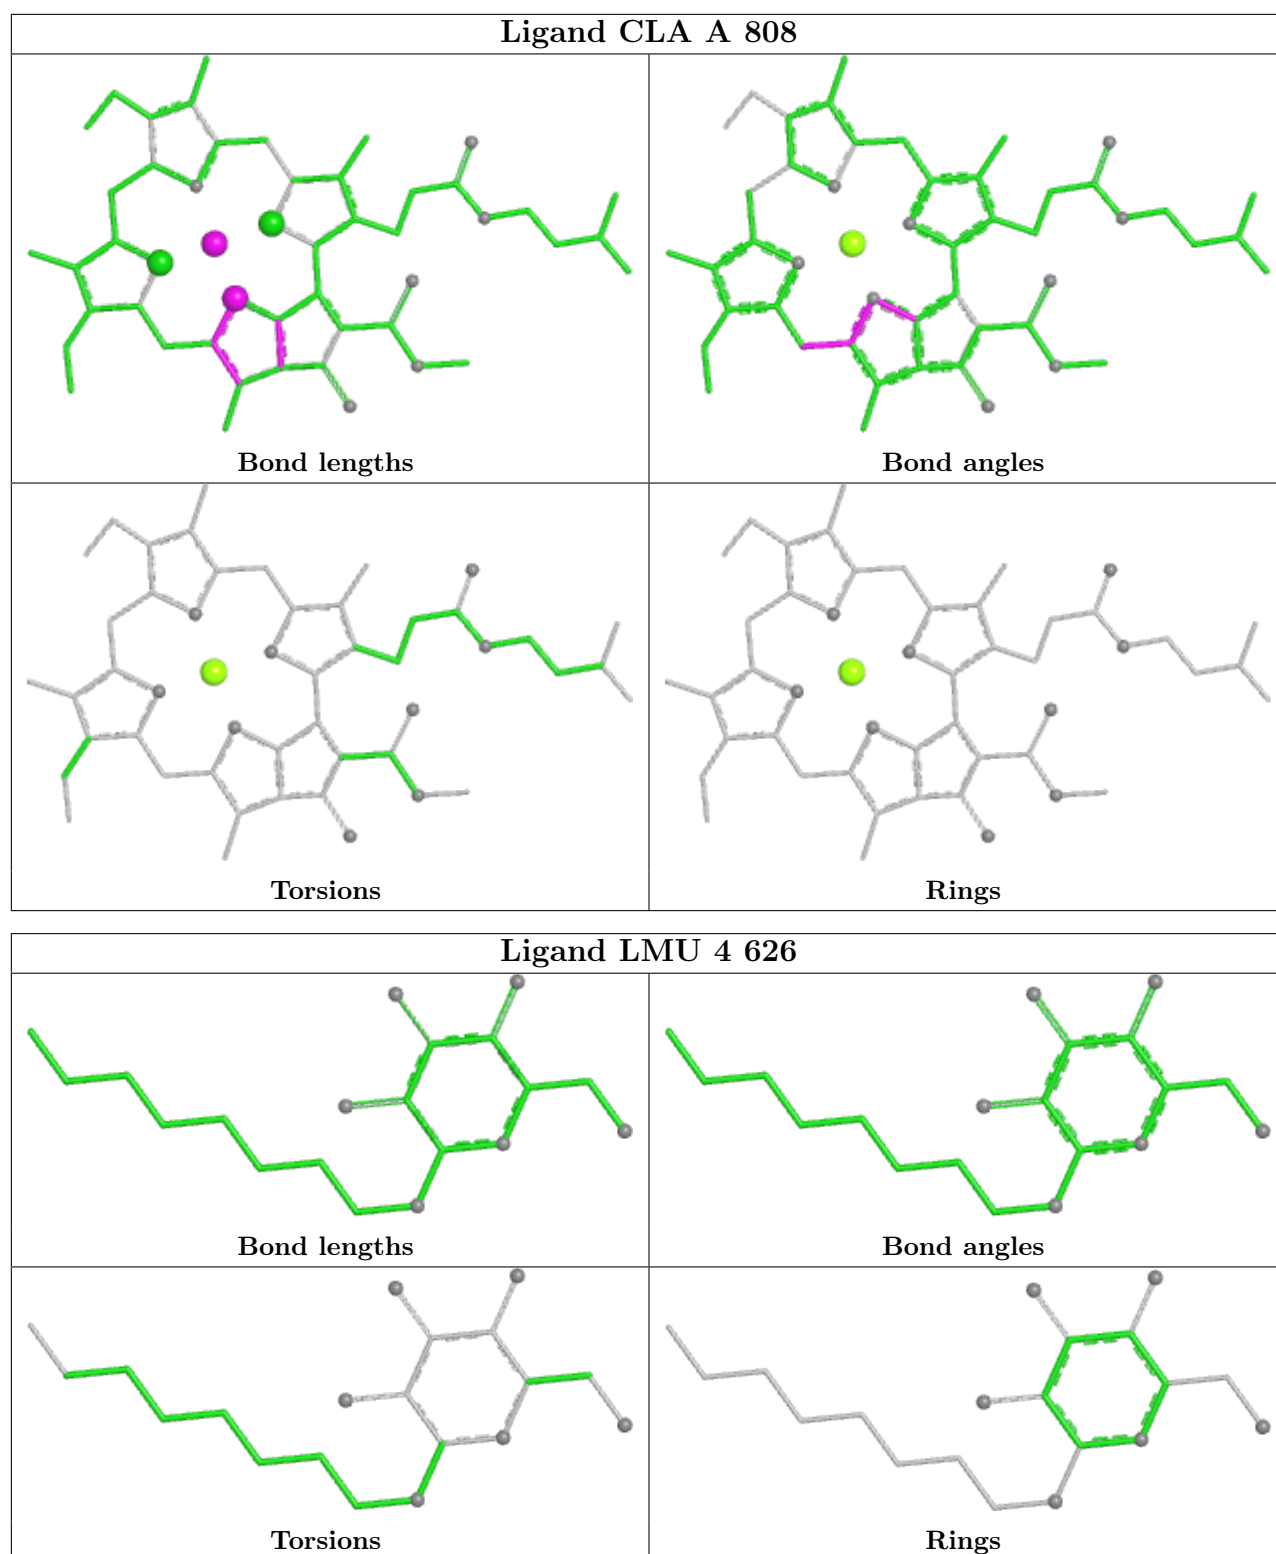 Ligand CLA A 808
Bond lengths
Bond angles
Torsions
Rings
Ligand LMU 4 626
Bond lengths
Bond angles
Torsions
Rings